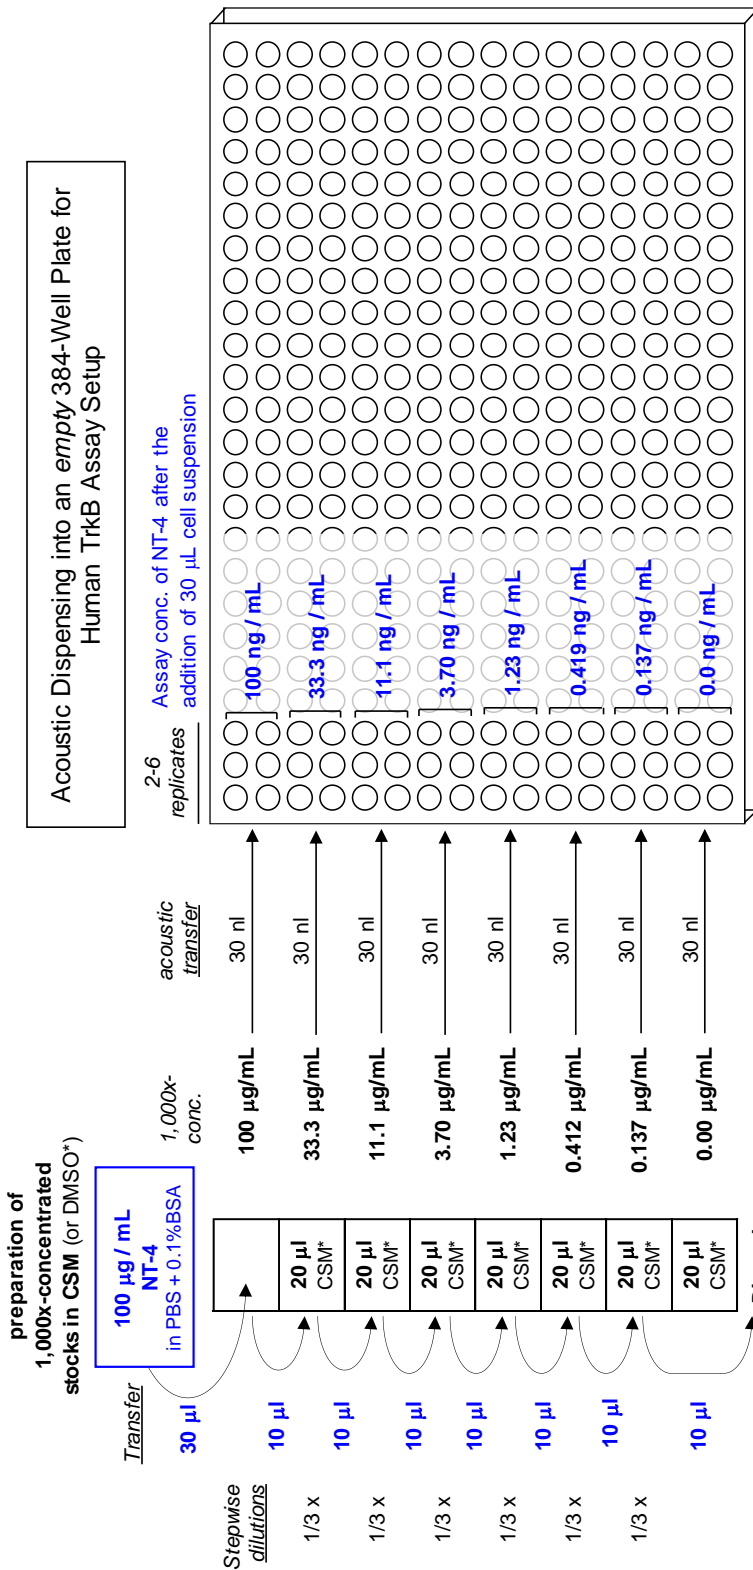 Acoustic Dispensing into an empty 384-Well Plate for
Human TrkB Assay Setup
preparation of
1,000x-concentrated
stocks in CSM (or DMSO*)
100 µg / mL
NT-4
in PBS + 0.1%BSA
Stepwise
dilutions
1/3 x
1/3 x
1/3 x
1/3 x
1/3 x
1/3 x
Transfer
30 µl
10 µl
10 µl
10 µl
10 µl
10 µl
10 µl
10 µl
20 µl
CSM*
20 µl
CSM*
20 µl
CSM*
20 µl
CSM*
20 µl
CSM*
20 µl
CSM*
20 µl
CSM*
1,000x-
conc.
100 µg/mL
33.3 µg/mL
11.1 µg/mL
3.70 µg/mL
1.23 µg/mL
0.412 µg/mL
0.137 µg/mL
0.00 µg/mL
acoustic
transfer
30 nl
30 nl
30 nl
30 nl
30 nl
30 nl
30 nl
30 nl
2-6
replicates
Assay conc. of NT-4 after the
addition of 30 µL cell suspension
100 ng / mL
33.3 ng / mL
11.1 ng / mL
3.70 ng / mL
1.23 ng / mL
0.419 ng / mL
0.137 ng / mL
0.0 ng / mL